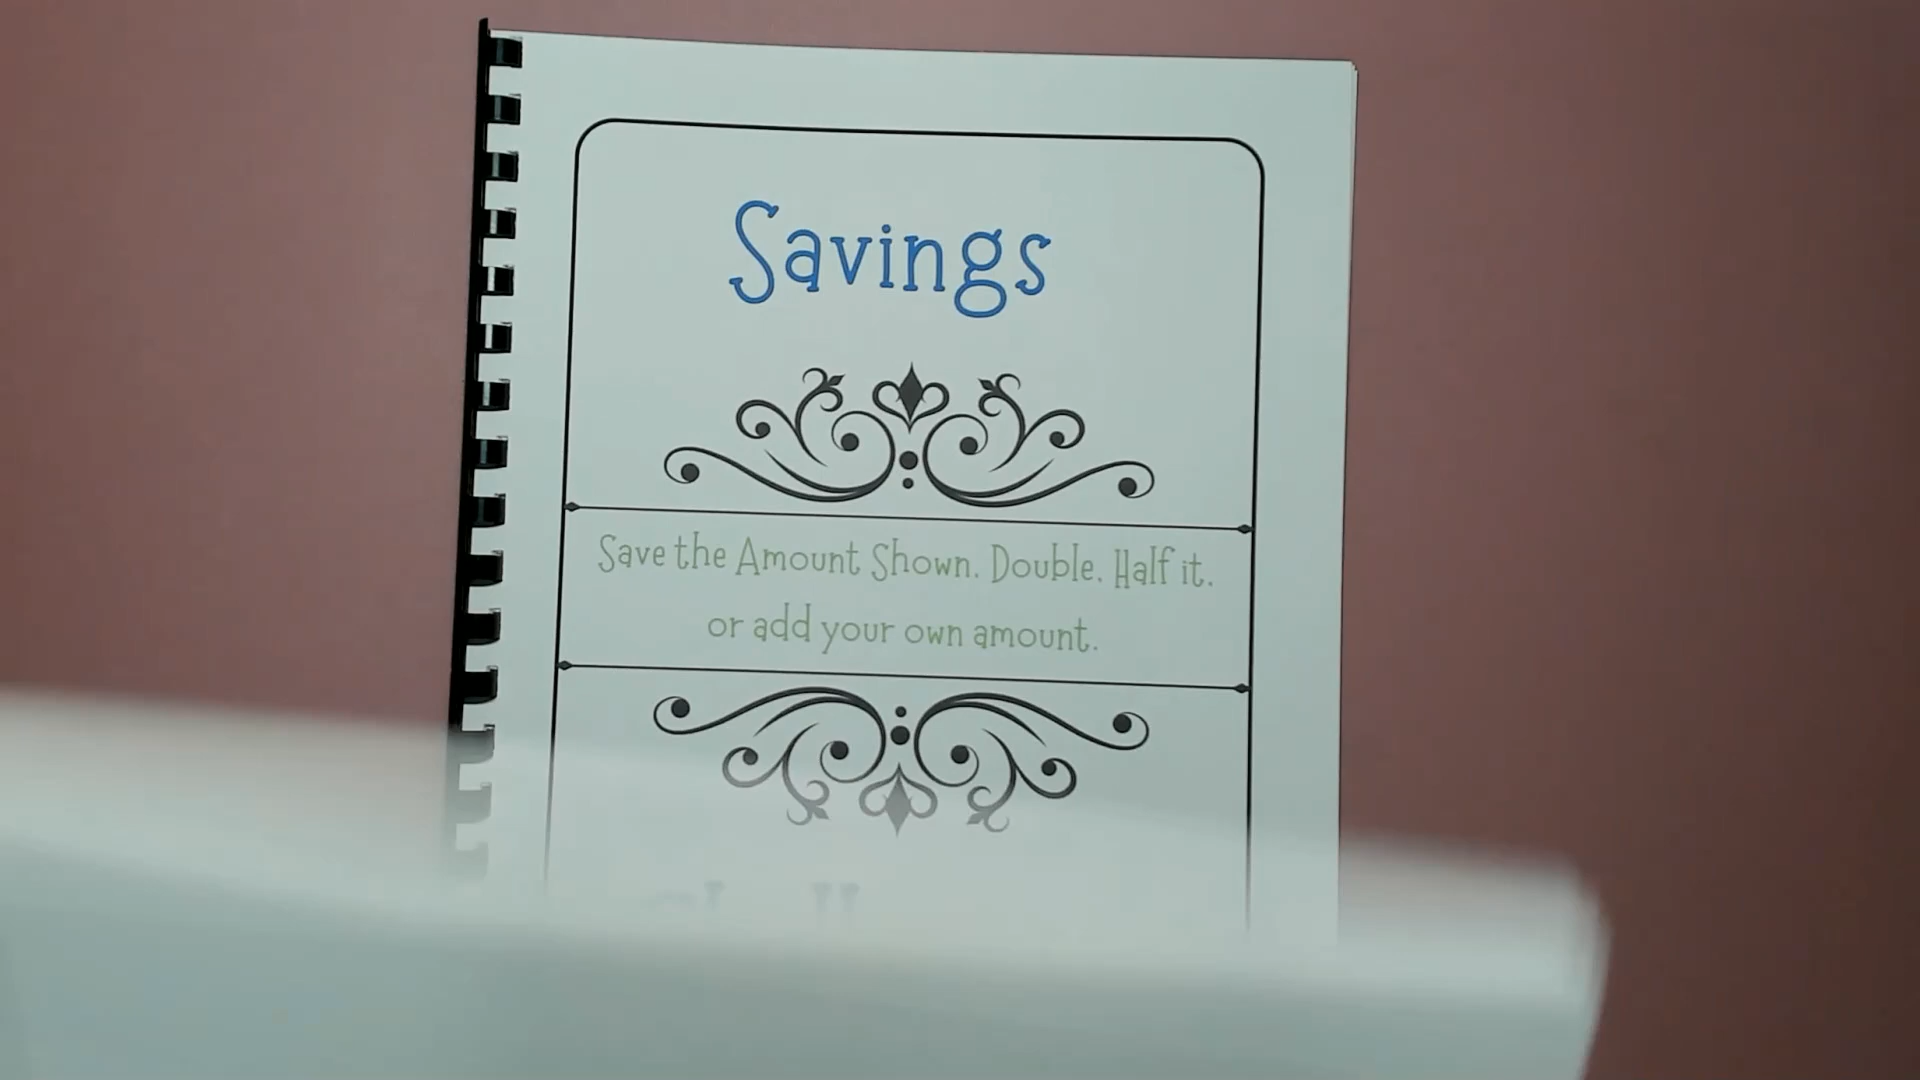 Savings
Save the Amount Shown. Double. Half it.
or add your own amount.